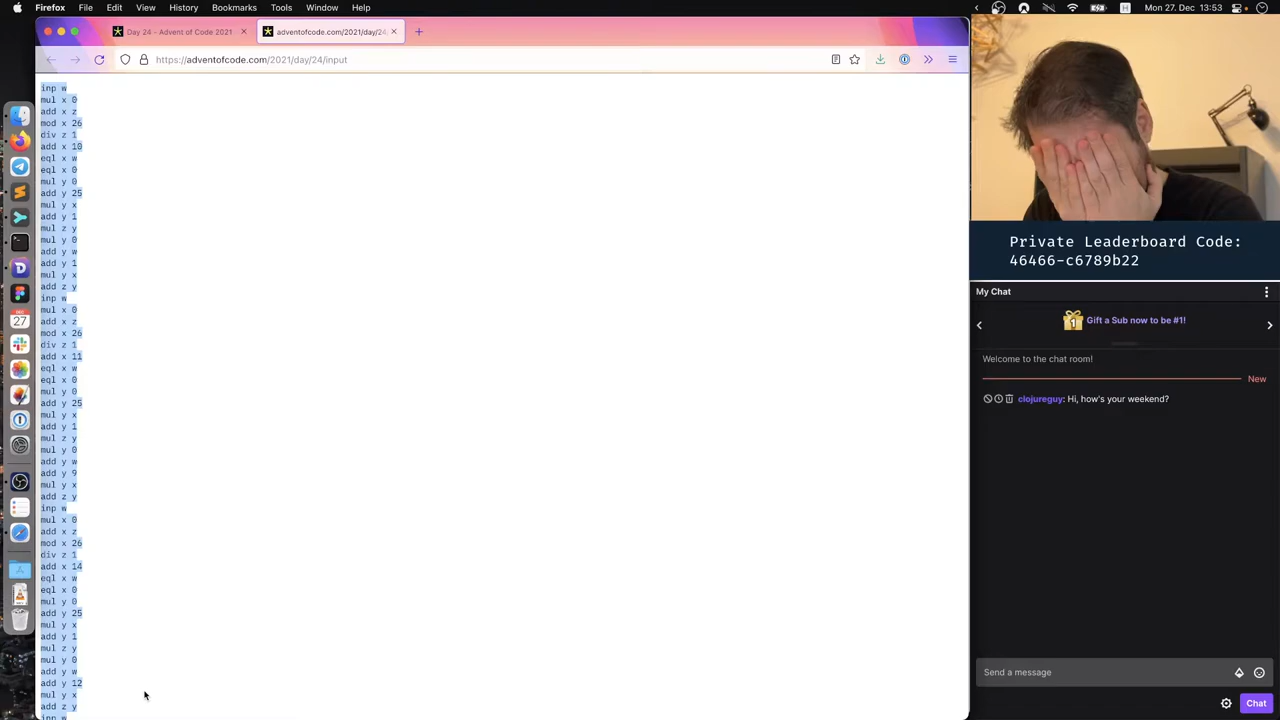 Firefox File Edit View History Bookmarks Tools Window Help
Mon 27. Dec 13:53
Day 24 - Advent of Code 2021
adventofcode.com/2021/day/24
https://adventofcode.com/2021/day/24/input
inp w
mul x 0
add x z
mod x 26
div z 1
add x 10
eql x w
eql x 0
mul y 0
add y 25
mul y x
add y 1
mul z y
mul y 0
add y w
add y 1
mul y x
add z y
inp w
mul x 0
add x z
mod x 26
div z 1
add x 11
eql x w
eql x 0
mul y 0
add y 25
mul y x
add y 1
mul z y
mul y 0
add y w
add y 9
mul y x
add z y
inp w
mul x 0
add x z
mod x 26
div z 1
add x 14
eql x w
eql x 0
mul y 0
add y 25
mul y x
add y 1
mul z y
mul y 0
add y w
add y 12
mul y x
add z y
inp w
Private Leaderboard Code:
46466-c6789b22
My Chat
1
Gift a Sub now to be #1!
Welcome to the chat room!
New
clojureguy: Hi, how's your weekend?
Send a message
Chat